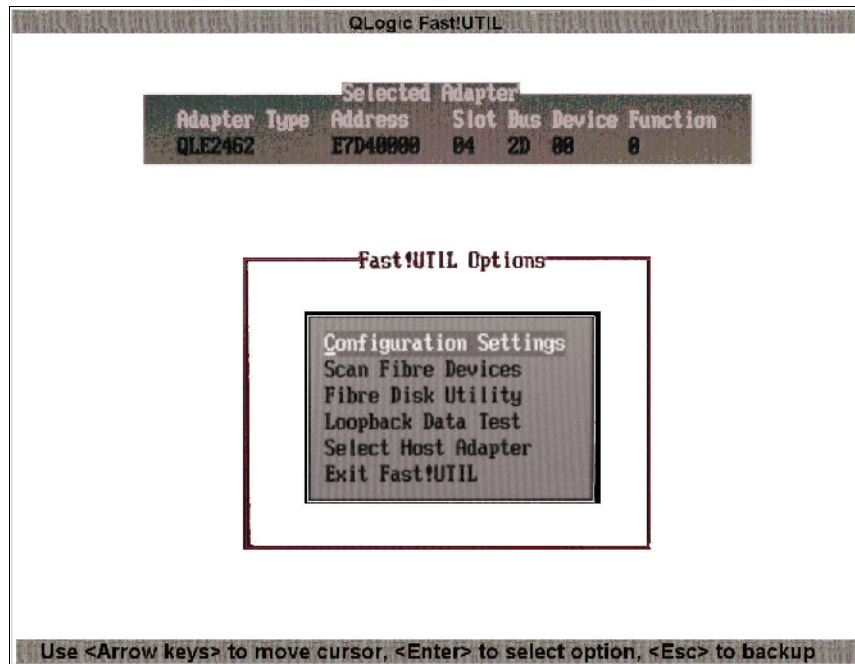 QLogic Fast!UTIL
Selected Adapter
Adapter Type Address Slot Bus Device Function
QLE2462 E7D40000 04 2D 00 0
Fast!UTIL Options
Configuration Settings
Scan Fibre Devices
Fibre Disk Utility
Loopback Data Test
Select Host Adapter
Exit Fast!UTIL
Use <Arrow keys> to move cursor, <Enter> to select option, <Esc> to backup